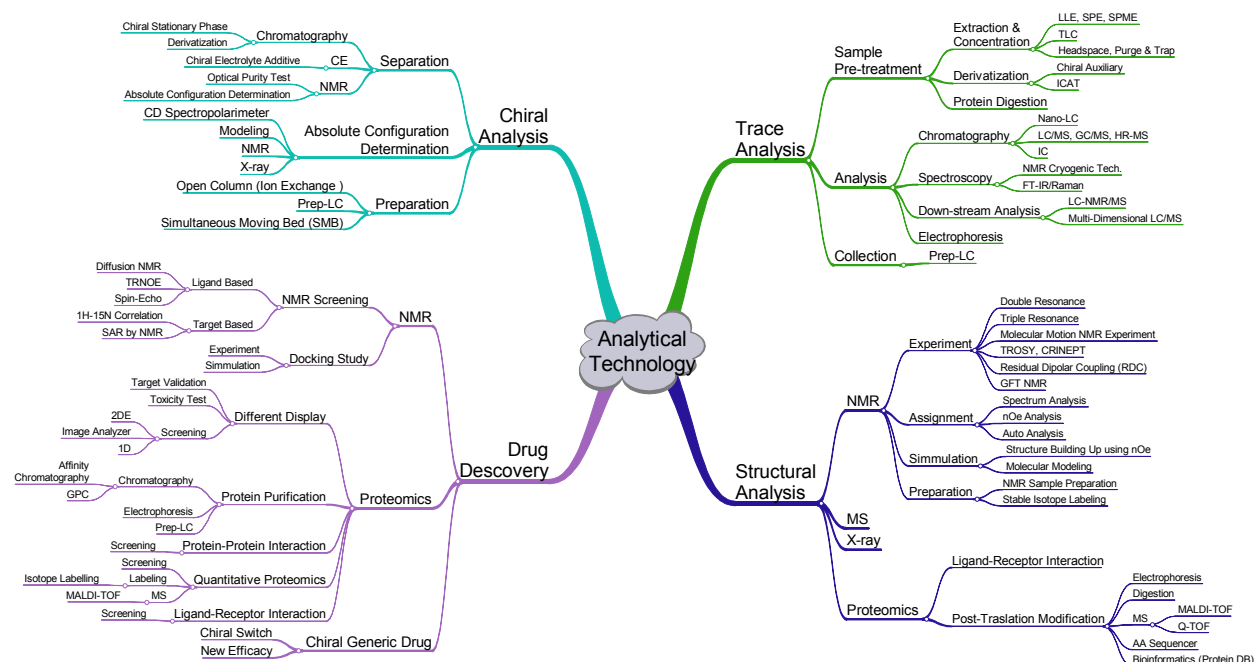 Analytical
Technology
Chiral
Analysis
Separation
Chromatography
Chiral Stationary Phase
Derivatization
CE
Chiral Electrolyte Additive
NMR
Optical Purity Test
Absolute Configuration Determination
Absolute Configuration
Determination
CD Spectropolarimeter
Modeling
NMR
X-ray
Preparation
Open Column (Ion Exchange )
Prep-LC
Simultaneous Moving Bed (SMB)
Trace
Analysis
Sample
Pre-treatment
Extraction &
Concentration
LLE, SPE, SPME
TLC
Headspace, Purge & Trap
Derivatization
Chiral Auxiliary
ICAT
Protein Digestion
Analysis
Chromatography
Nano-LC
LC/MS, GC/MS, HR-MS
IC
Spectroscopy
NMR Cryogenic Tech.
FT-IR/Raman
Down-stream Analysis
LC-NMR/MS
Multi-Dimensional LC/MS
Electrophoresis
Collection
Prep-LC
Drug
Descovery
NMR
NMR Screening
Ligand Based
Diffusion NMR
TRNOE
Spin-Echo
Target Based
1H-15N Correlation
SAR by NMR
Docking Study
Experiment
Simmulation
Proteomics
Different Display
Target Validation
Toxicity Test
Screening
2DE
Image Analyzer
1D
Protein Purification
Chromatography
Affinity
Chromatography
GPC
Electrophoresis
Prep-LC
Protein-Protein Interaction
Screening
Quantitative Proteomics
Screening
Labeling
Isotope Labelling
MS
MALDI-TOF
Ligand-Receptor Interaction
Screening
Chiral Generic Drug
Chiral Switch
New Efficacy
Structural
Analysis
NMR
Experiment
Double Resonance
Triple Resonance
Molecular Motion NMR Experiment
TROSY, CRINEPT
Residual Dipolar Coupling (RDC)
GFT NMR
Assignment
Spectrum Analysis
nOe Analysis
Auto Analysis
Simmulation
Structure Building Up using nOe
Molecular Modeling
Preparation
NMR Sample Preparation
Stable Isotope Labeling
MS
X-ray
Proteomics
Ligand-Receptor Interaction
Post-Traslation Modification
Electrophoresis
Digestion
MS
MALDI-TOF
Q-TOF
AA Sequencer
Bioinformatics (Protein DB)